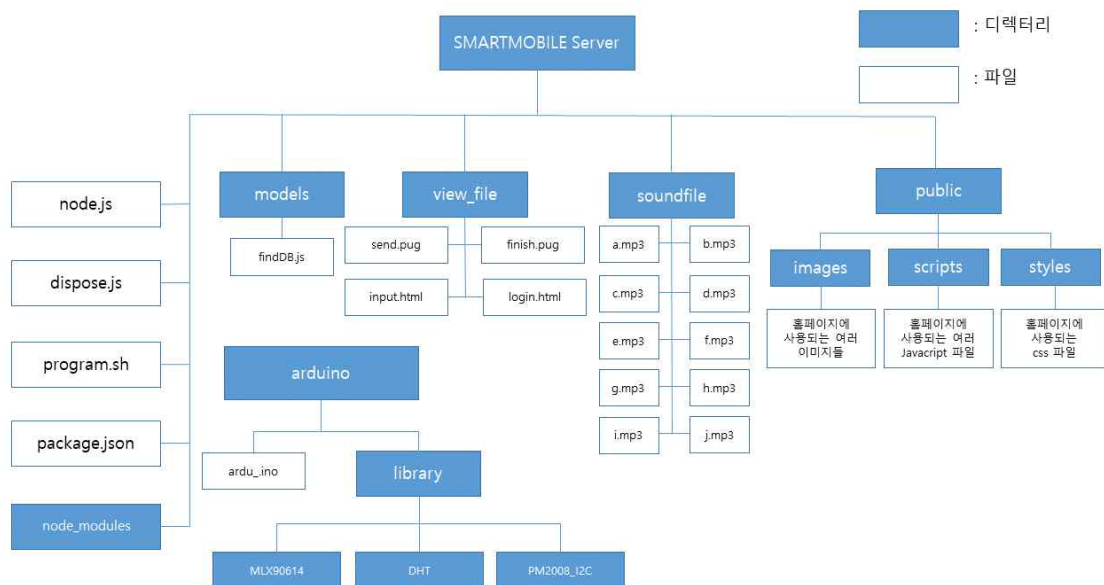 SMARTMOBILE Server
: 디렉터리
: 파일
node.js
dispose.js
program.sh
package.json
node_modules
models
findDB.js
view_file
send.pug
finish.pug
input.html
login.html
soundfile
a.mp3
b.mp3
c.mp3
d.mp3
e.mp3
f.mp3
g.mp3
h.mp3
i.mp3
j.mp3
public
images
scripts
styles
홈페이지에
사용되는 여러
이미지들
홈페이지에
사용되는 여러
Javacript 파일
홈페이지에
사용되는
css 파일
arduino
ardu_.ino
library
MLX90614
DHT
PM2008_I2C